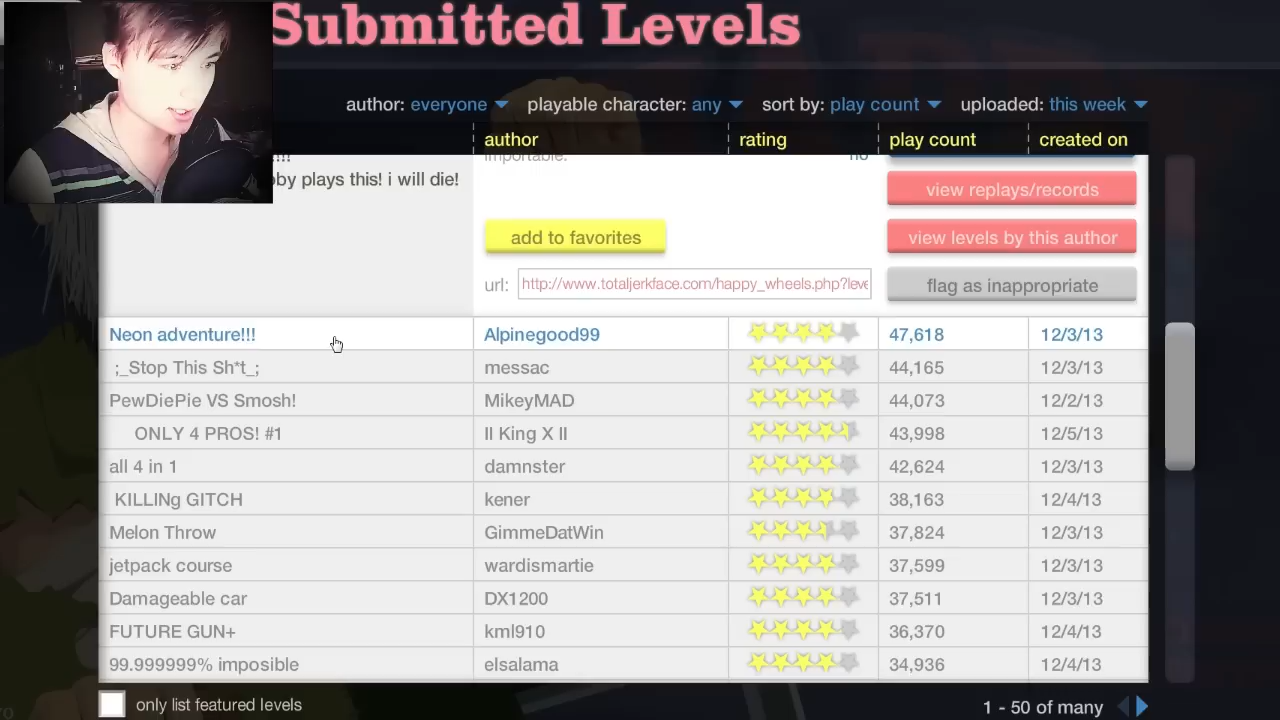 Submitted Levels
author: everyone playable character: any sort by: play count uploaded: this week
author rating play count created on
!!!
importable: no
by plays this! i will die!
view replays/records
add to favorites
view levels by this author
url: http://www.totaljerkface.com/happy_wheels.php?leve
flag as inappropriate
Neon adventure!!! Alpinegood99 47,618 12/3/13
;_Stop This Sh*t_; messac 44,165 12/3/13
PewDiePie VS Smosh! MikeyMAD 44,073 12/2/13
ONLY 4 PROS! #1 II King X II 43,998 12/5/13
all 4 in 1 damnster 42,624 12/3/13
KILLINg GITCH kener 38,163 12/4/13
Melon Throw GimmeDatWin 37,824 12/3/13
jetpack course wardismartie 37,599 12/3/13
Damageable car DX1200 37,511 12/3/13
FUTURE GUN+ kml910 36,370 12/4/13
99.999999% imposible elsalama 34,936 12/4/13
only list featured levels 1 - 50 of many